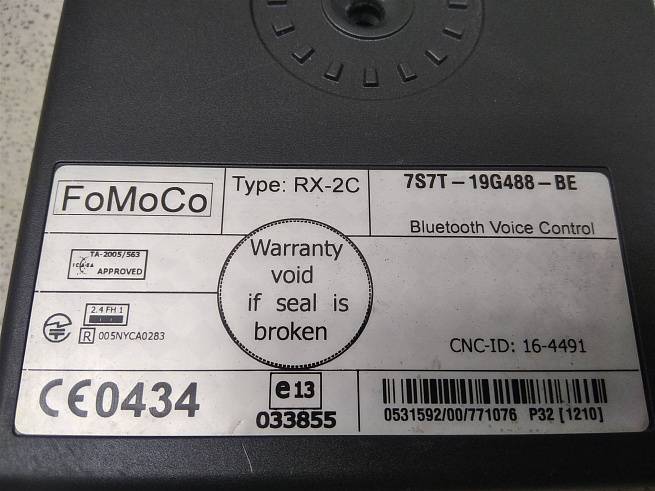 FoMoCo
Type: RX-2C
7S7T-19G488-BE
Bluetooth Voice Control
TA-2005/563
ICASA
APPROVED
Warranty
void
if seal is
broken
2.4 FH 1
R 005NYCA0283
CNC-ID: 16-4491
CE0434
e13
033855
0531592/00/771076 P32 [1210]